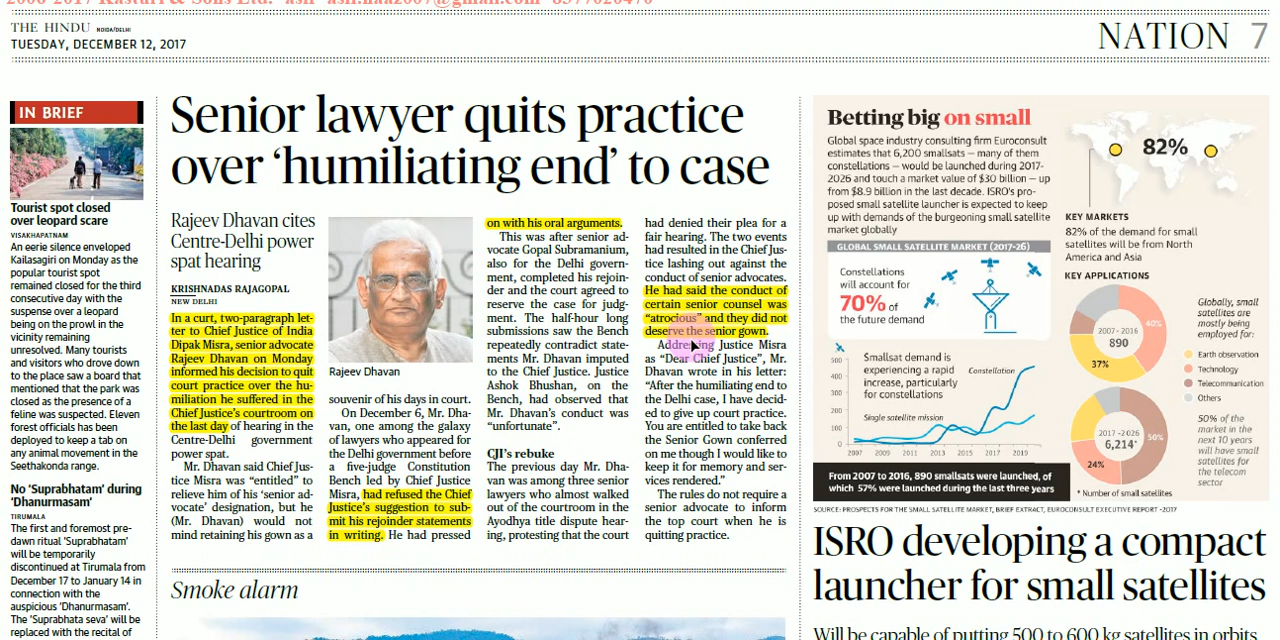 2006-2017 Kasturi & Sons Ltd. -asif -asif.naaz2007@gmail.com -8377020470
THE HINDU NOIDA/DELHI
TUESDAY, DECEMBER 12, 2017
NATION 7
IN BRIEF
Tourist spot closed
over leopard scare
VISAKHAPATNAM
An eerie silence enveloped
Kailasagiri on Monday as the
popular tourist spot
remained closed for the third
consecutive day with the
suspense over a leopard
being on the prowl in the
vicinity remaining
unresolved. Many tourists
and visitors who drove down
to the place saw a board that
mentioned that the park was
closed as the presence of a
feline was suspected. Eleven
forest officials has been
deployed to keep a tab on
any animal movement in the
Seethakonda range.
No 'Suprabhatam' during
'Dhanurmasam'
TIRUMALA
The first and foremost pre-
dawn ritual 'Suprabhatam'
will be temporarily
discontinued at Tirumala from
December 17 to January 14 in
connection with the
auspicious 'Dhanurmasam'.
The 'Suprabhata seva' will be
replaced with the recital of
Senior lawyer quits practice
over ‘humiliating end’ to case
Rajeev Dhavan cites
Centre-Delhi power
spat hearing
KRISHNADAS RAJAGOPAL
NEW DELHI
In a curt, two-paragraph let-
ter to Chief Justice of India
Dipak Misra, senior advocate
Rajeev Dhavan on Monday
informed his decision to quit
court practice over the hu-
miliation he suffered in the
Chief Justice’s courtroom on
the last day of hearing in the
Centre-Delhi government
power spat.
Mr. Dhavan said Chief Jus-
tice Misra was “entitled” to
relieve him of his ‘senior ad-
vocate’ designation, but he
(Mr. Dhavan) would not
mind retaining his gown as a
Rajeev Dhavan
souvenir of his days in court.
On December 6, Mr. Dha-
van, one among the galaxy
of lawyers who appeared for
the Delhi government before
a five-judge Constitution
Bench led by Chief Justice
Misra, had refused the Chief
Justice’s suggestion to sub-
mit his rejoinder statements
in writing. He had pressed
on with his oral arguments.
This was after senior ad-
vocate Gopal Subramanium,
also for the Delhi govern-
ment, completed his rejoin-
der and the court agreed to
reserve the case for judg-
ment. The half-hour long
submissions saw the Bench
repeatedly contradict state-
ments Mr. Dhavan imputed
to the Chief Justice. Justice
Ashok Bhushan, on the
Bench, had observed that
Mr. Dhavan’s conduct was
“unfortunate”.
CJI’s rebuke
The previous day Mr. Dha-
van was among three senior
lawyers who almost walked
out of the courtroom in the
Ayodhya title dispute hear-
ing, protesting that the court
had denied their plea for a
fair hearing. The two events
had resulted in the Chief Jus-
tice lashing out against the
conduct of senior advocates.
He had said the conduct of
certain senior counsel was
“atrocious” and they did not
deserve the senior gown.
Addressing Justice Misra
as “Dear Chief Justice”, Mr.
Dhavan wrote in his letter:
“After the humiliating end to
the Delhi case, I have decid-
ed to give up court practice.
You are entitled to take back
the Senior Gown conferred
on me though I would like to
keep it for memory and ser-
vices rendered.”
The rules do not require a
senior advocate to inform
the top court when he is
quitting practice.
Smoke alarm
Betting big on small
Global space industry consulting firm Euroconsult
estimates that 6,200 smallsats — many of them
constellations — would be launched during 2017-
2026 and touch a market value of $30 billion — up
from $8.9 billion in the last decade. ISRO's pro-
posed small satellite launcher is expected to keep
up with demands of the burgeoning small satellite
market globally
82%
KEY MARKETS
82% of the demand for small
satellites will be from North
America and Asia
GLOBAL SMALL SATELLITE MARKET (2017-26)
Constellations
will account for
70% of
the future demand
Smallsat demand is
experiencing a rapid
increase, particularly
for constellations
Constellation
Single satellite mission
500
400
300
200
100
0
2007 2009 2011 2013 2015 2017 2019
From 2007 to 2016, 890 smallsats were launched, of
which 57% were launched during the last three years
KEY APPLICATIONS
2007 - 2016
890
40%
37%
Globally, small
satellites are
mostly being
employed for:
Earth observation
Technology
Telecommunication
Others
2017 -2026
6,214*
50%
24%
50% of the
market in the
next 10 years
will have small
satellites for
the telecom
sector
* Number of small satellites
SOURCE: PROSPECTS FOR THE SMALL SATELLITE MARKET, BRIEF EXTRACT, EUROCONSULT EXECUTIVE REPORT -2017
ISRO developing a compact
launcher for small satellites
Will be capable of putting 500 to 600 kg satellites in orbits